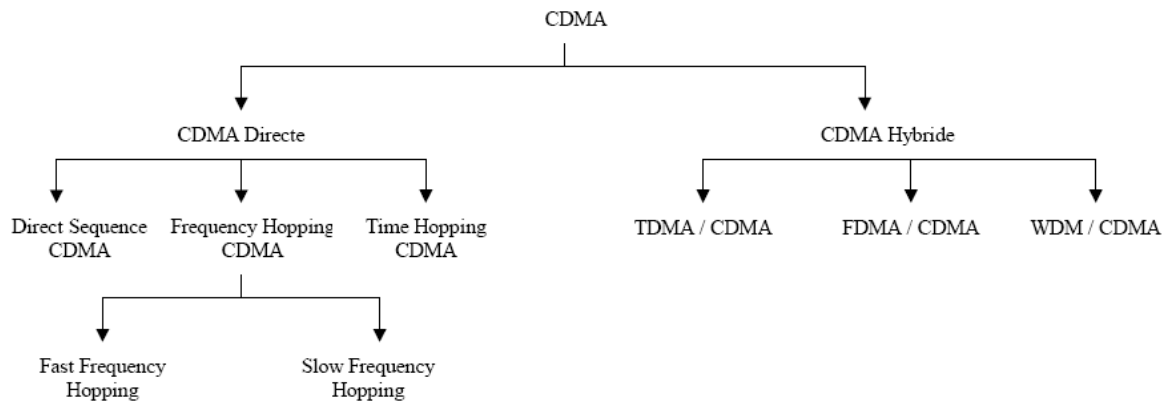 CDMA
CDMA Directe
CDMA Hybride
Direct Sequence
CDMA
Frequency Hopping
CDMA
Time Hopping
CDMA
TDMA / CDMA
FDMA / CDMA
WDM / CDMA
Fast Frequency
Hopping
Slow Frequency
Hopping